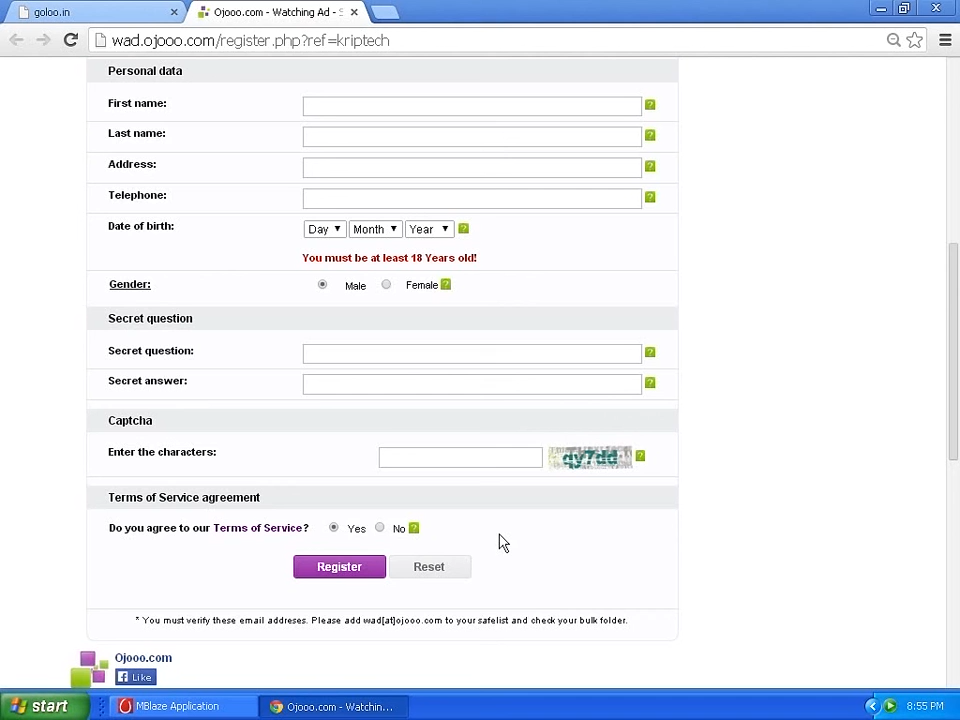 goloo.in
Ojooo.com - Watching Ad - S
wad.ojooo.com/register.php?ref=kriptech
Personal data
First name:
?
Last name:
?
Address:
?
Telephone:
?
Date of birth:
Day
Month
Year
?
You must be at least 18 Years old!
Gender:
Male
Female
?
Secret question
Secret question:
?
Secret answer:
?
Captcha
Enter the characters:
qy7dd
?
Terms of Service agreement
Do you agree to our Terms of Service?
Yes
No
?
Register
Reset
* You must verify these email addreses. Please add wad[at]ojooo.com to your safelist and check your bulk folder.
Ojooo.com
f Like
start
MBlaze Application
Ojooo.com - Watchin...
8:55 PM